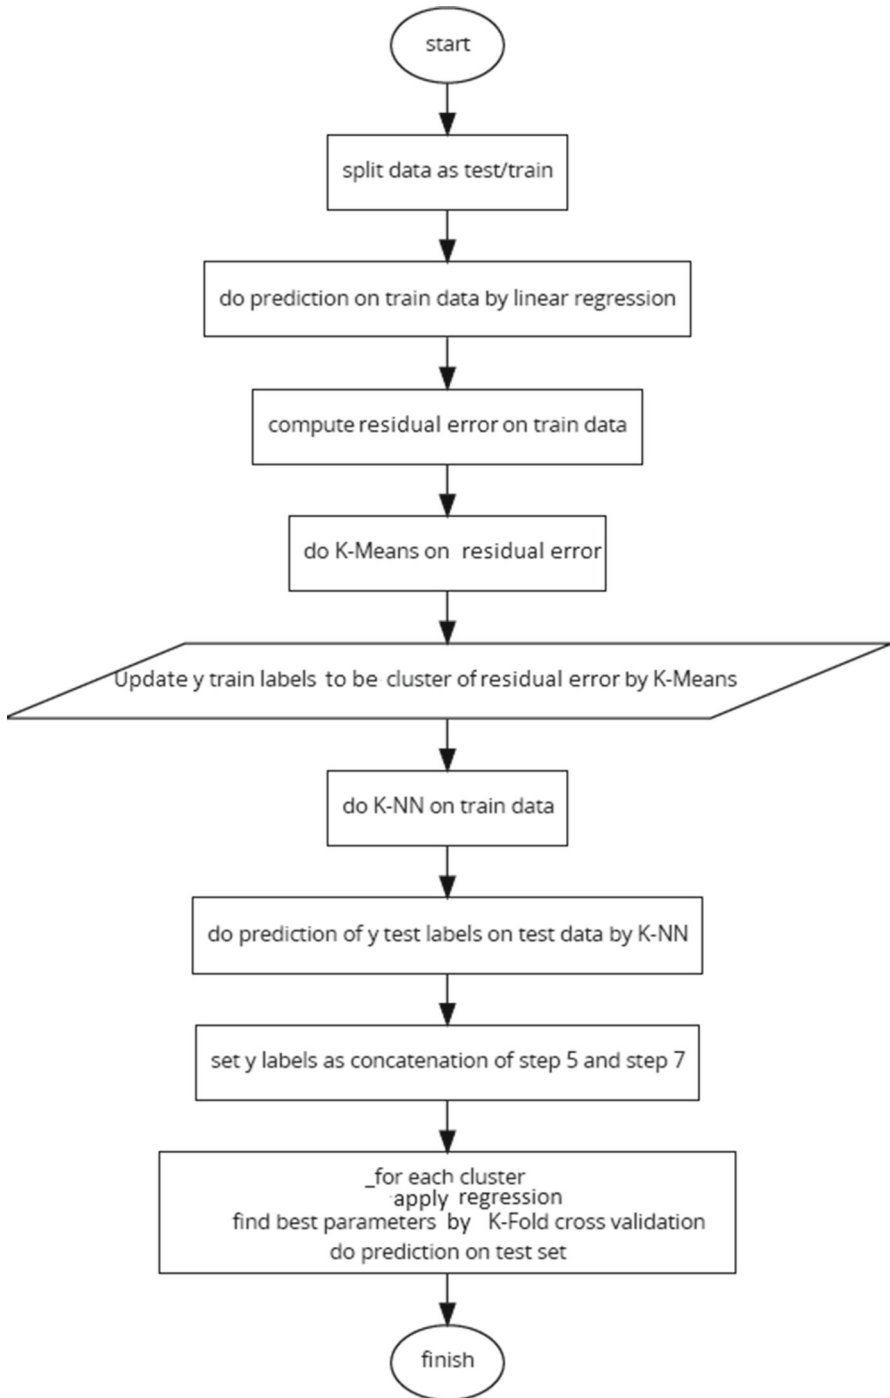 start
split data as test/train
do prediction on train data by linear regression
compute residual error on train data
do K-Means on residual error
Update y train labels to be cluster of residual error by K-Means
do K-NN on train data
do prediction of y test labels on test data by K-NN
set y labels as concatenation of step 5 and step 7
_for each cluster
apply regression
find best parameters by K-Fold cross validation
do prediction on test set
finish